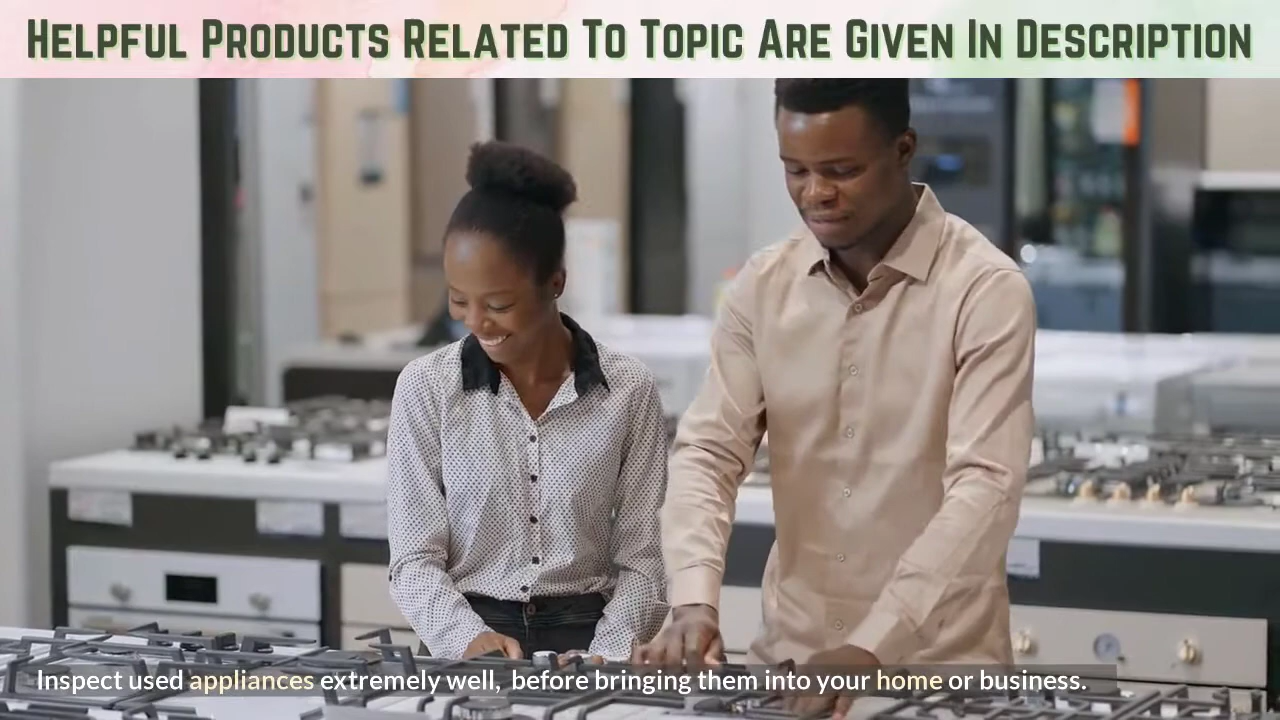 Helpful Products Related To Topic Are Given In Description
Inspect used appliances extremely well, before bringing them into your home or business.